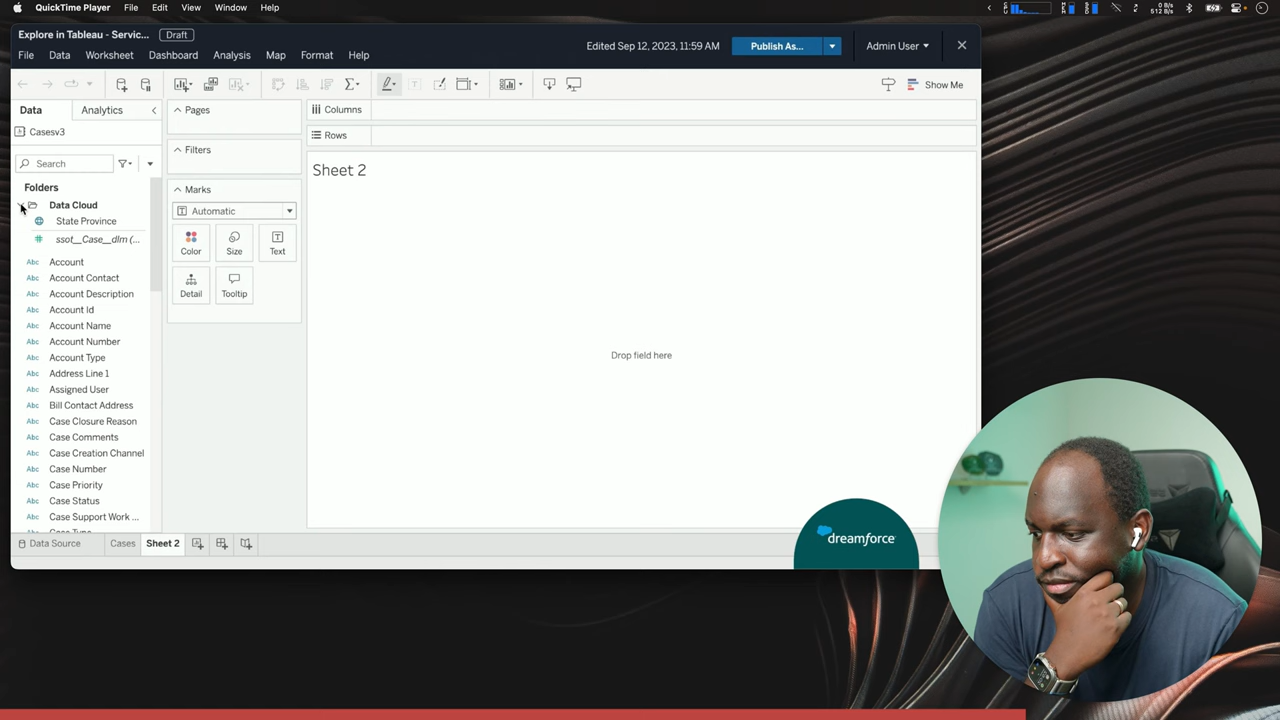 QuickTime Player File Edit View Window Help
Explore in Tableau - Servic... Draft
Edited Sep 12, 2023, 11:59 AM Publish As... Admin User
File Data Worksheet Dashboard Analysis Map Format Help
Show Me
Data Analytics
Casesv3
Search
Folders
Data Cloud
State Province
ssot__Case__dlm (...
Account
Account Contact
Account Description
Account Id
Account Name
Account Number
Account Type
Address Line 1
Assigned User
Bill Contact Address
Case Closure Reason
Case Comments
Case Creation Channel
Case Number
Case Priority
Case Status
Case Support Work ...
Pages
Filters
Marks
Automatic
Color Size Text
Detail Tooltip
Columns
Rows
Sheet 2
Drop field here
Data Source Cases Sheet 2
dreamforce